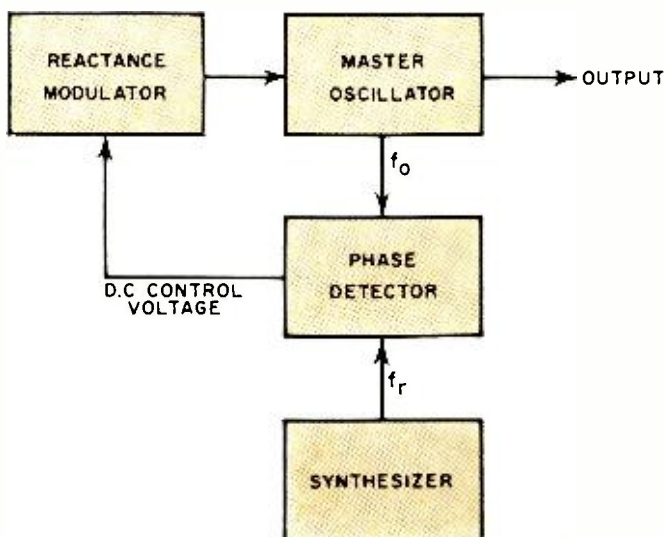 REACTANCE
MODULATOR
MASTER
OSCILLATOR
OUTPUT
fo
PHASE
DETECTOR
D.C CONTROL
VOLTAGE
fr
SYNTHESIZER